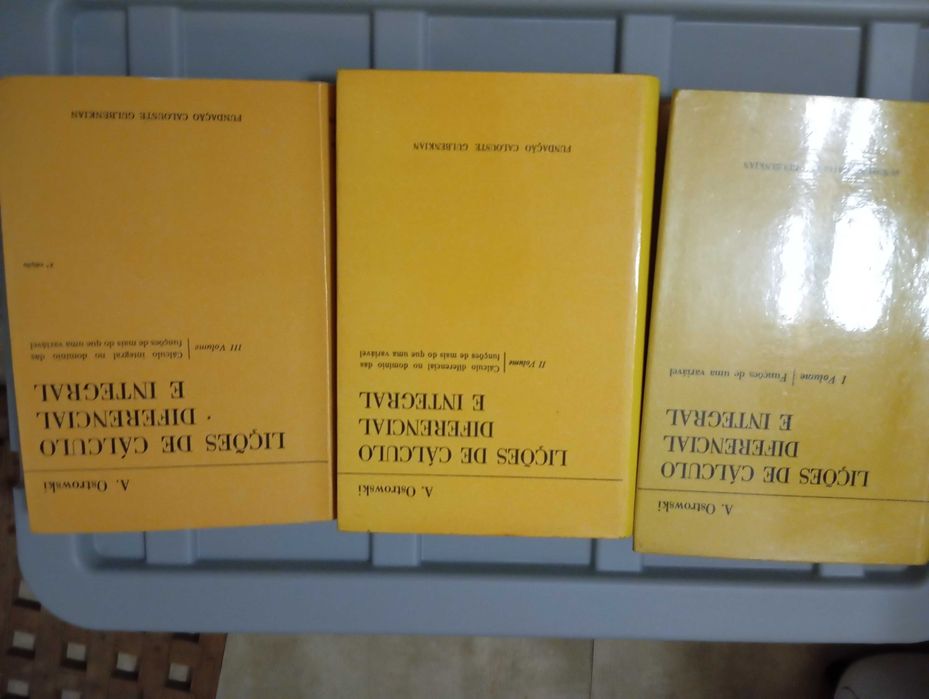 A. Ostrowski
LIÇÕES DE CÁLCULO
DIFERENCIAL
E INTEGRAL
I Volume | Funções de uma variável
A. Ostrowski
LIÇÕES DE CÁLCULO
DIFERENCIAL
E INTEGRAL
II Volume | Cálculo diferencial no domínio das
funções de mais do que uma variável
FUNDAÇÃO CALOUSTE GULBENKIAN
A. Ostrowski
LIÇÕES DE CÁLCULO
DIFERENCIAL
E INTEGRAL
III Volume | Cálculo integral no domínio das
funções de mais do que uma variável
FUNDAÇÃO CALOUSTE GULBENKIAN